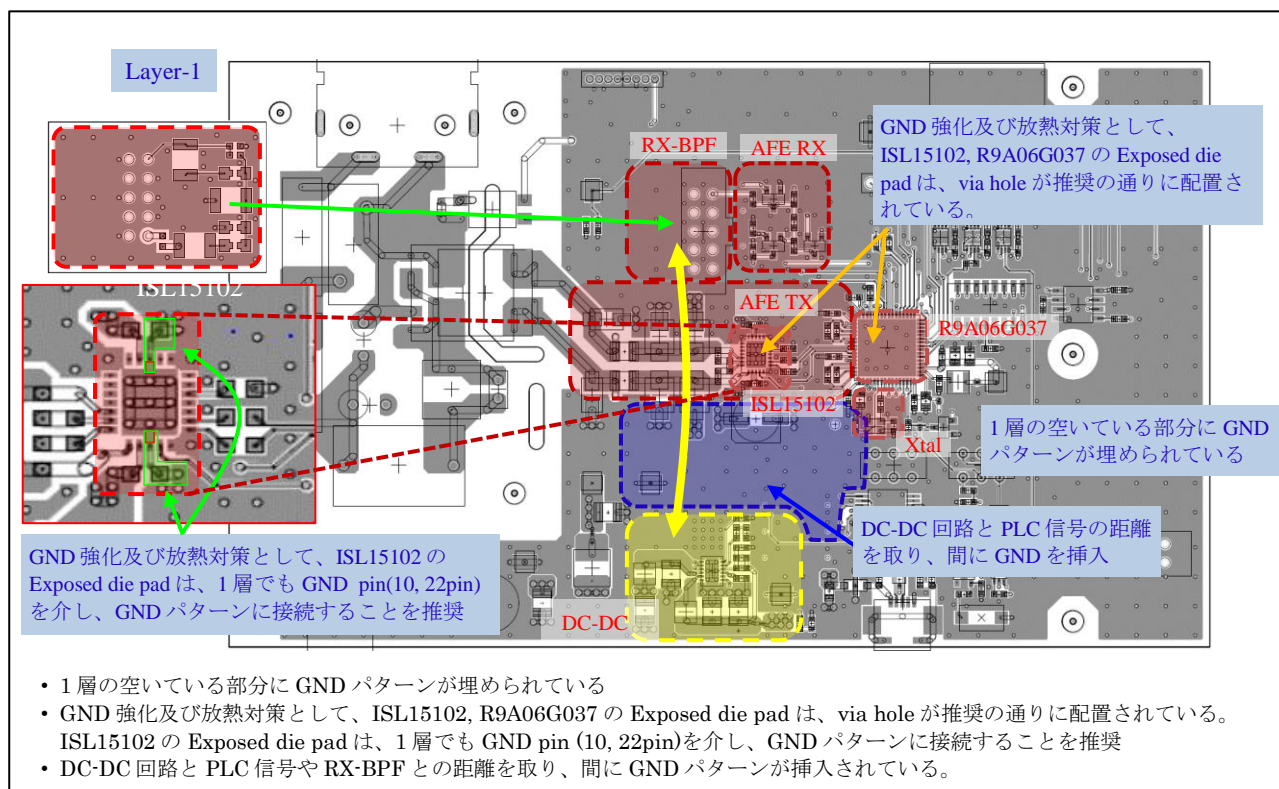 Layer-1
RX-BPF
AFE RX
GND 強化及び放熱対策として、
ISL15102, R9A06G037 の Exposed die
pad は、via hole が推奨の通りに配置さ
れている。
ISL15102
AFE TX
R9A06G037
ISL15102
Xtal
1層の空いている部分に GND
パターンが埋められている
DC-DC 回路と PLC 信号の距離
を取り、間に GND を挿入
GND 強化及び放熱対策として、ISL15102 の
Exposed die pad は、1層でも GND pin(10, 22pin)
を介し、GND パターンに接続することを推奨
DC-DC
• 1層の空いている部分に GND パターンが埋められている
• GND 強化及び放熱対策として、ISL15102, R9A06G037 の Exposed die pad は、via hole が推奨の通りに配置されている。
ISL15102 の Exposed die pad は、1層でも GND pin (10, 22pin)を介し、GND パターンに接続することを推奨
• DC-DC 回路と PLC 信号や RX-BPF との距離を取り、間に GND パターンが挿入されている。